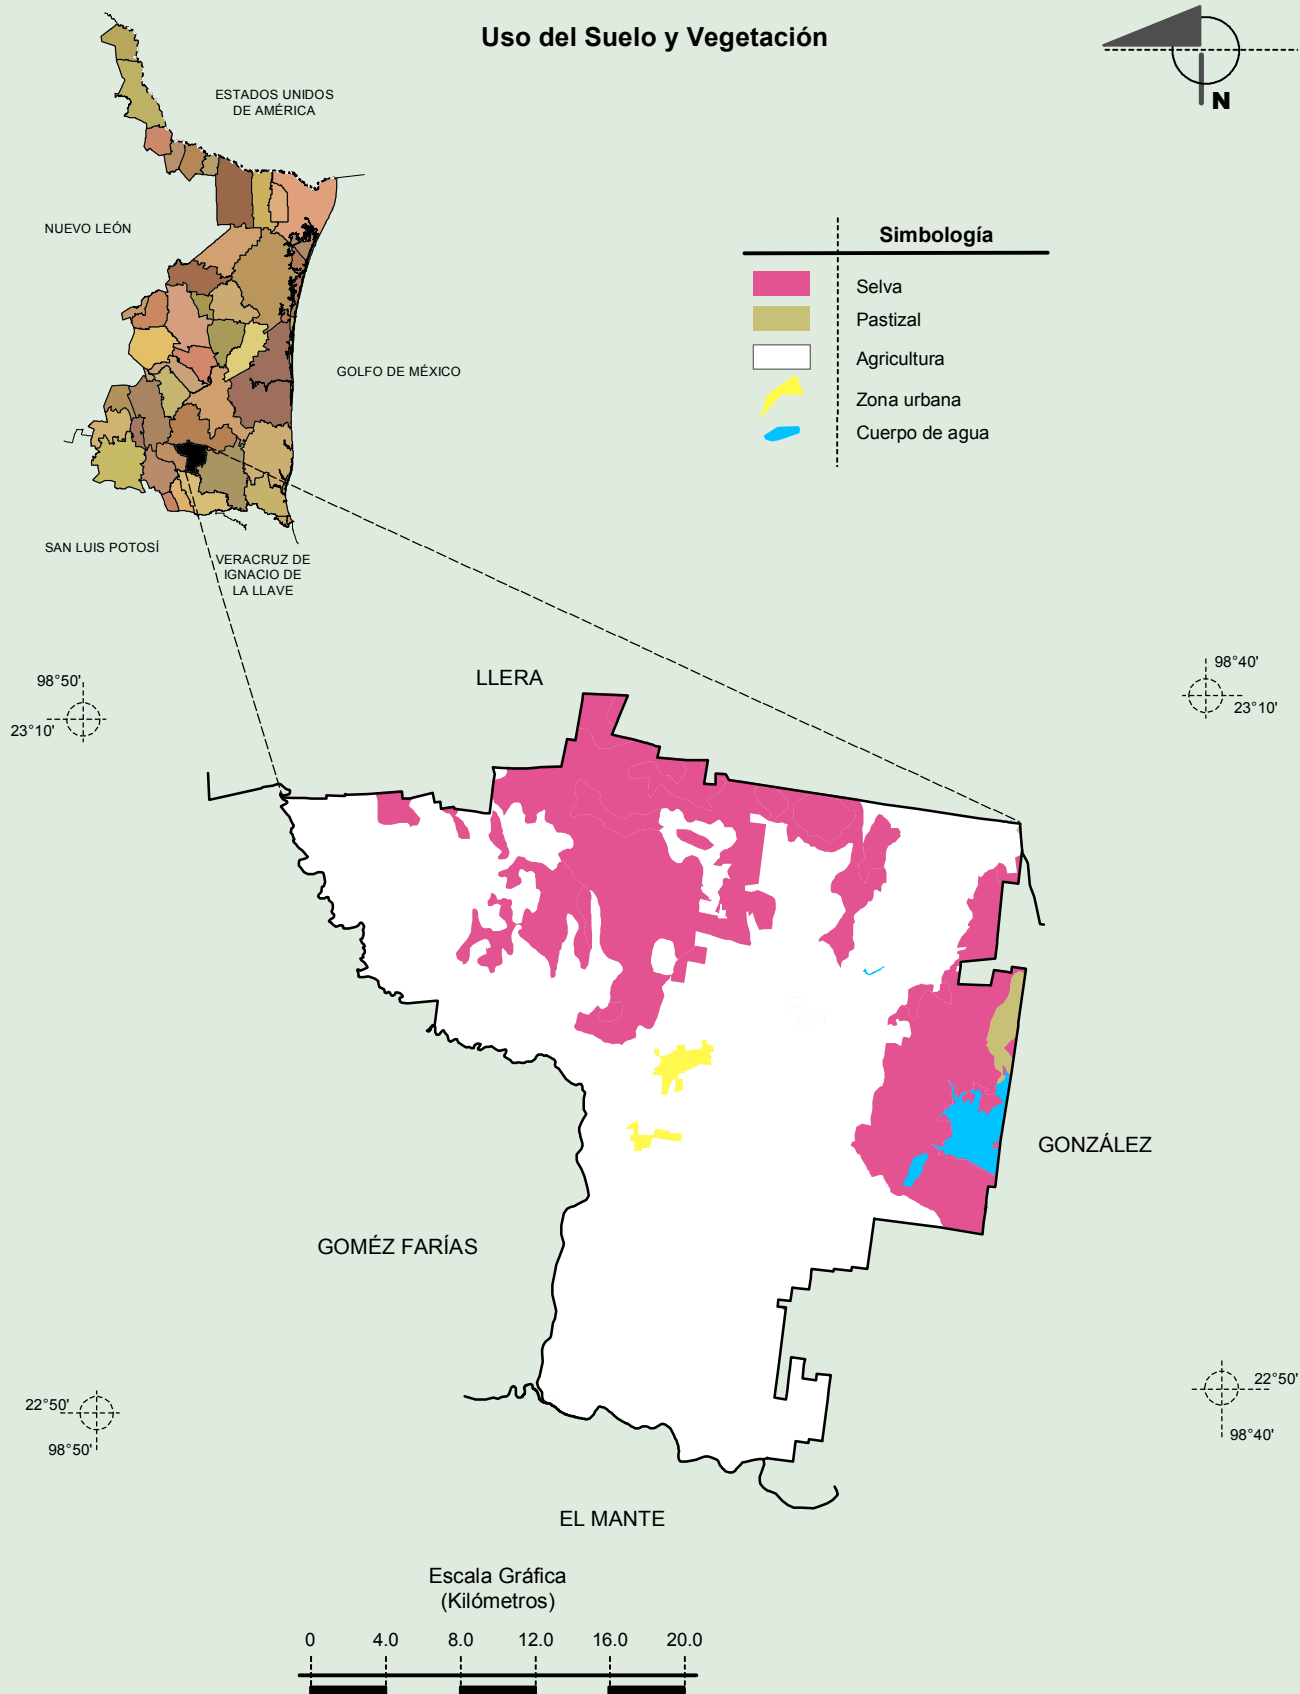 Uso del Suelo y Vegetación
N
ESTADOS UNIDOS
DE AMÉRICA
NUEVO LEÓN
GOLFO DE MÉXICO
SAN LUIS POTOSÍ
VERACRUZ DE
IGNACIO DE
LA LLAVE
Simbología
Selva
Pastizal
Agricultura
Zona urbana
Cuerpo de agua
98°50'
23°10'
98°40'
23°10'
LLERA
GONZÁLEZ
GOMÉZ FARÍAS
22°50'
98°50'
22°50'
98°40'
EL MANTE
Escala Gráfica
(Kilómetros)
0 4.0 8.0 12.0 16.0 20.0